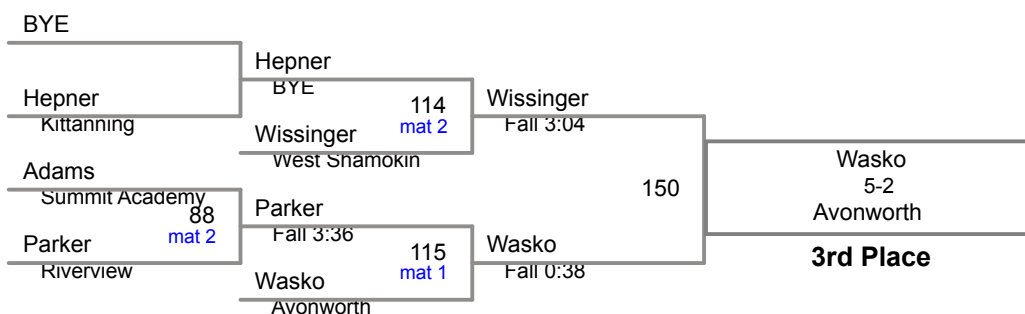 BYE
Hepner
Kittanning
Adams
Summit Academy
88
mat 2
Parker
Riverview
Hepner
BYE
114
mat 2
Wissinger
West Shamokin
Parker
Fall 3:36
115
mat 1
Wasko
Avonworth
Wissinger
Fall 3:04
150
Wasko
Fall 0:38
Wasko
5-2
Avonworth
3rd Place